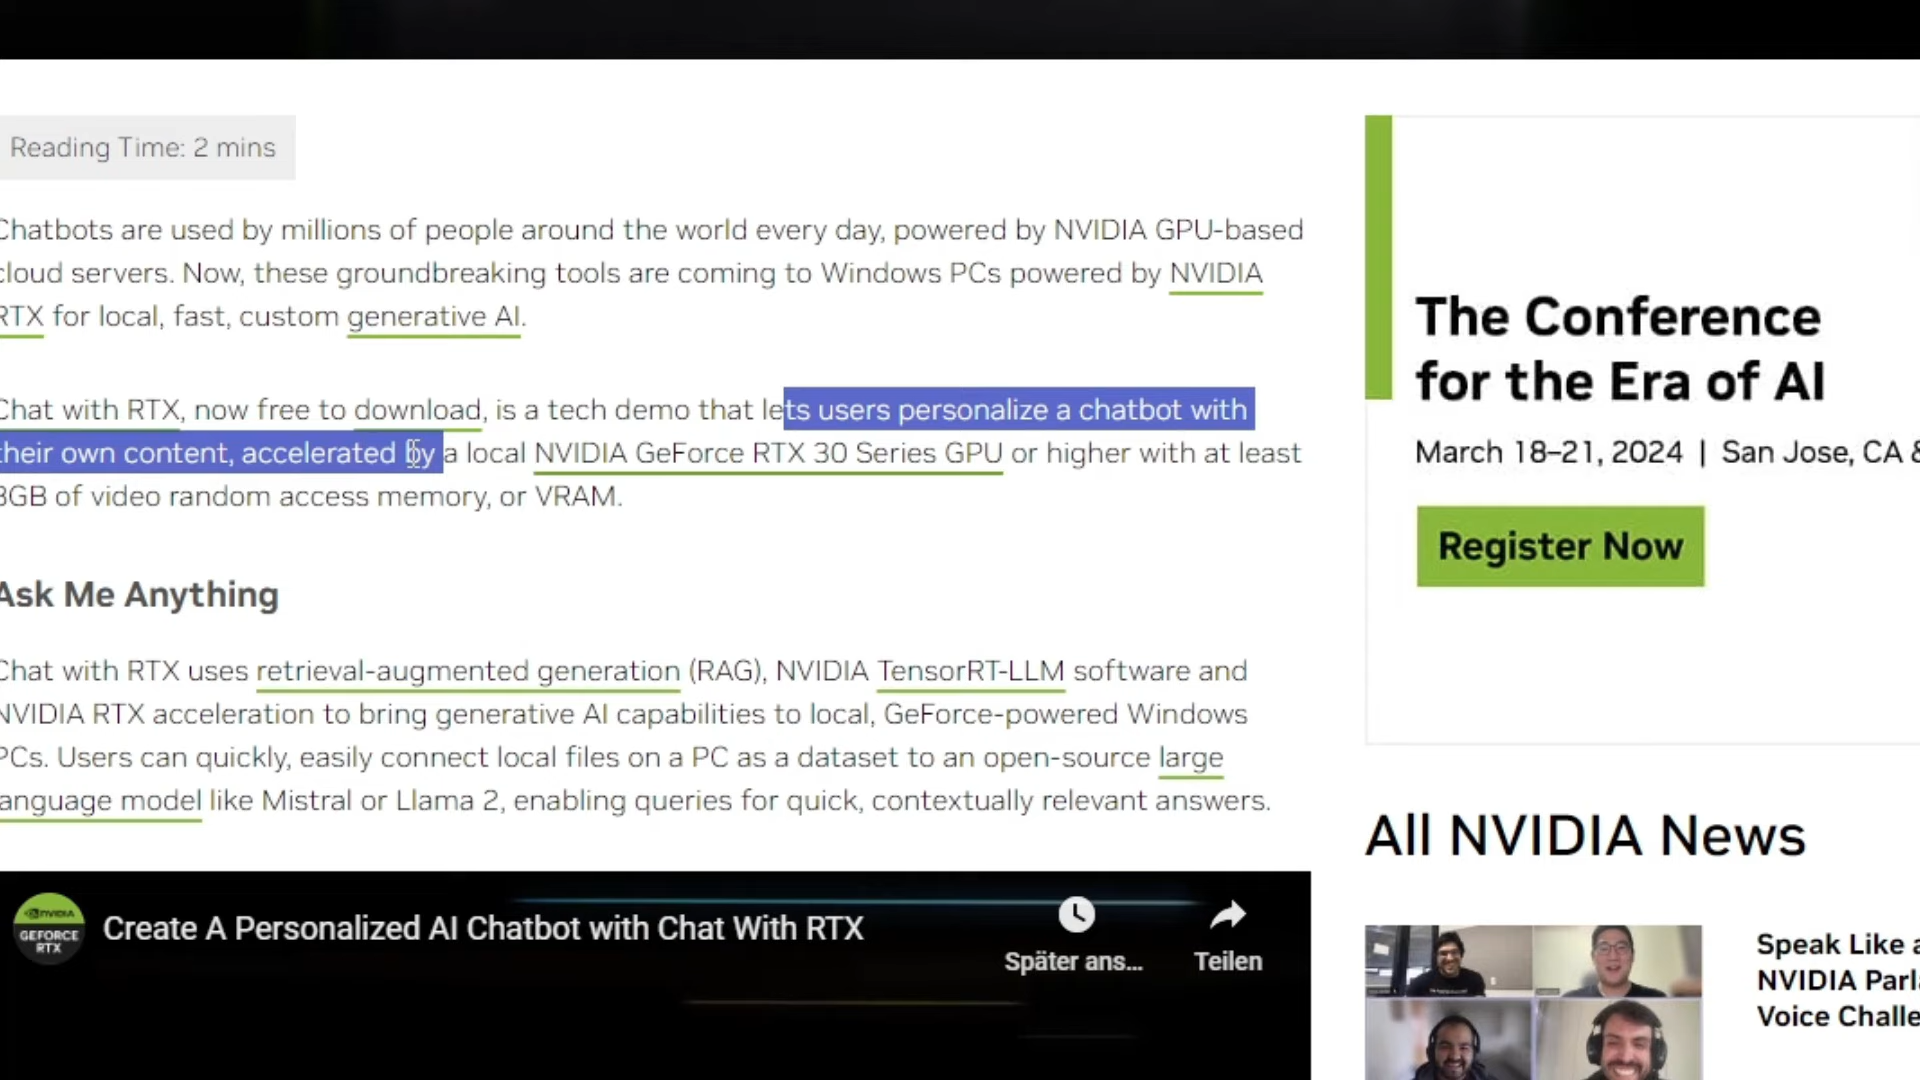 Reading Time: 2 mins
Chatbots are used by millions of people around the world every day, powered by NVIDIA GPU-based
cloud servers. Now, these groundbreaking tools are coming to Windows PCs powered by NVIDIA
RTX for local, fast, custom generative AI.
Chat with RTX, now free to download, is a tech demo that lets users personalize a chatbot with
their own content, accelerated by a local NVIDIA GeForce RTX 30 Series GPU or higher with at least
8GB of video random access memory, or VRAM.
Ask Me Anything
Chat with RTX uses retrieval-augmented generation (RAG), NVIDIA TensorRT-LLM software and
NVIDIA RTX acceleration to bring generative AI capabilities to local, GeForce-powered Windows
PCs. Users can quickly, easily connect local files on a PC as a dataset to an open-source large
language model like Mistral or Llama 2, enabling queries for quick, contextually relevant answers.
NVIDIA
GEFORCE
RTX
Create A Personalized AI Chatbot with Chat With RTX
Später ans...
Teilen
The Conference
for the Era of AI
March 18–21, 2024 | San Jose, CA &
Register Now
All NVIDIA News
Speak Like a
NVIDIA Parla
Voice Challe